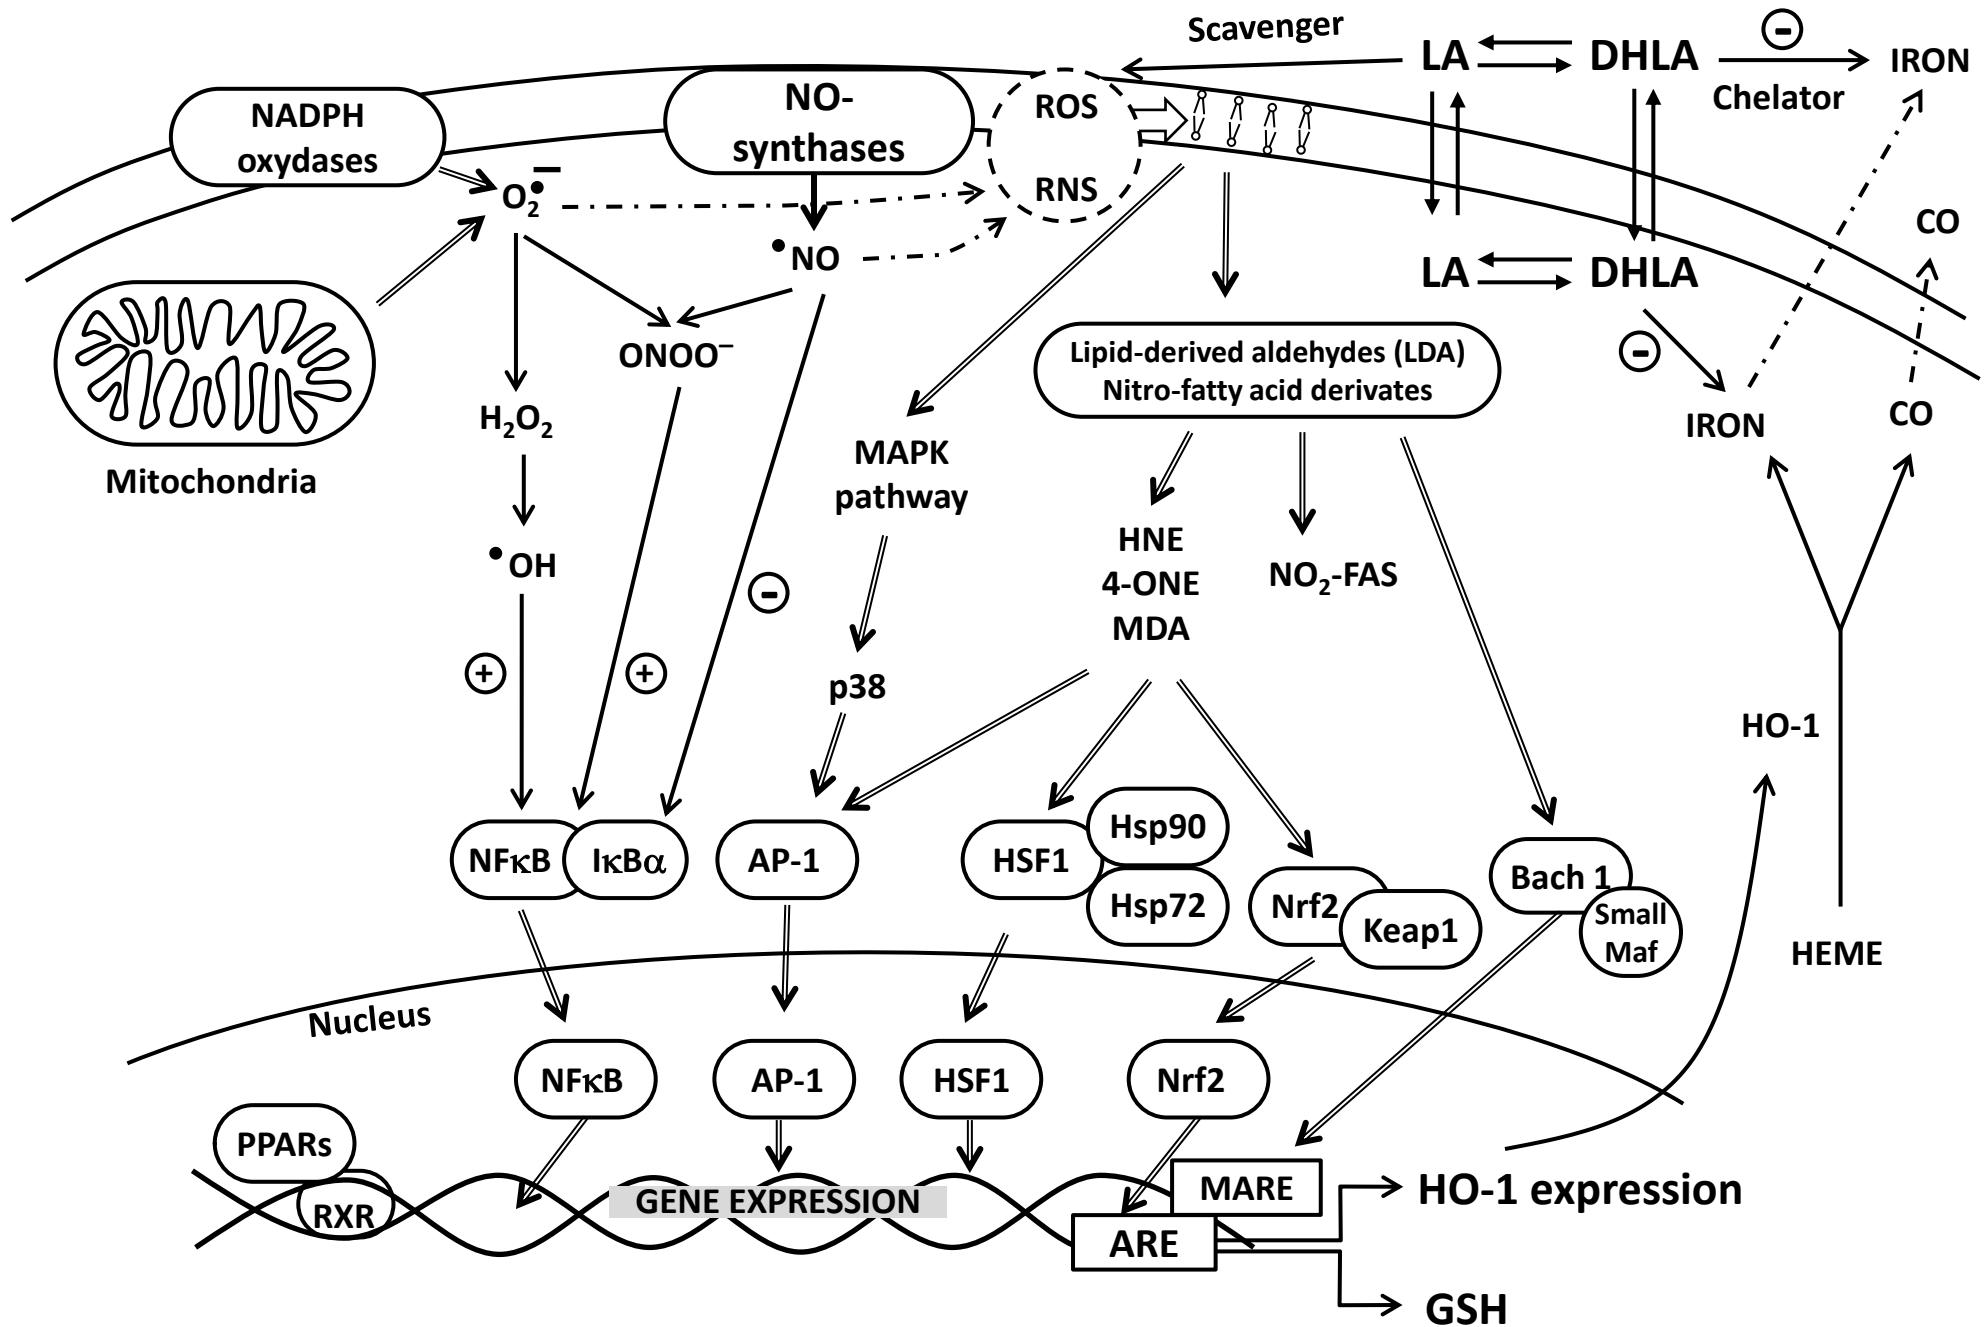 Scavenger
LA
DHLA
-
Chelator
IRON
NADPH
oxydases
NO-
synthases
ROS
RNS
O₂•–
•NO
CO
LA
DHLA
-
IRON
CO
Mitochondria
ONOO–
H₂O₂
•OH
Lipid-derived aldehydes (LDA)
Nitro-fatty acid derivates
MAPK
pathway
HNE
4-ONE
MDA
NO₂-FAS
-
+
+
p38
HO-1
NFκB
IκBα
AP-1
HSF1
Hsp90
Hsp72
Nrf2
Keap1
Bach 1
Small
Maf
HEME
Nucleus
NFκB
AP-1
HSF1
Nrf2
PPARs
RXR
GENE EXPRESSION
MARE
ARE
HO-1 expression
GSH